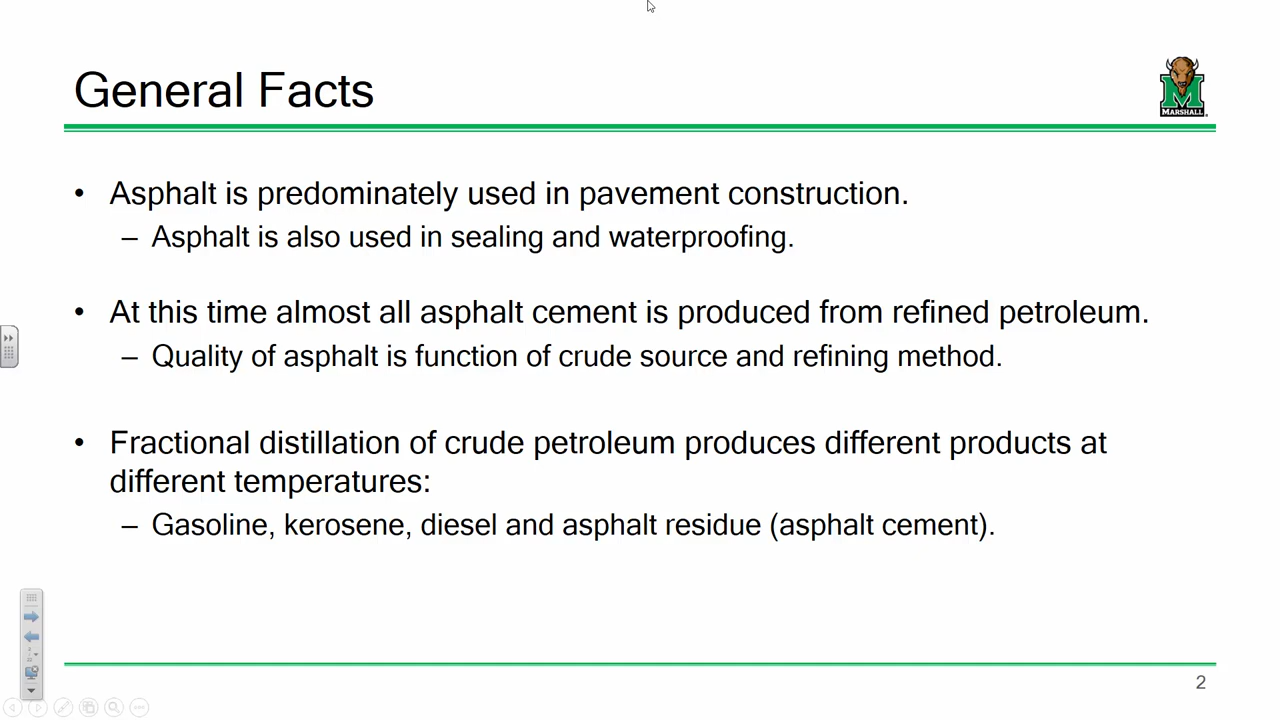 General Facts
MARSHALL
• Asphalt is predominately used in pavement construction.
– Asphalt is also used in sealing and waterproofing.
• At this time almost all asphalt cement is produced from refined petroleum.
– Quality of asphalt is function of crude source and refining method.
• Fractional distillation of crude petroleum produces different products at
different temperatures:
– Gasoline, kerosene, diesel and asphalt residue (asphalt cement).
2